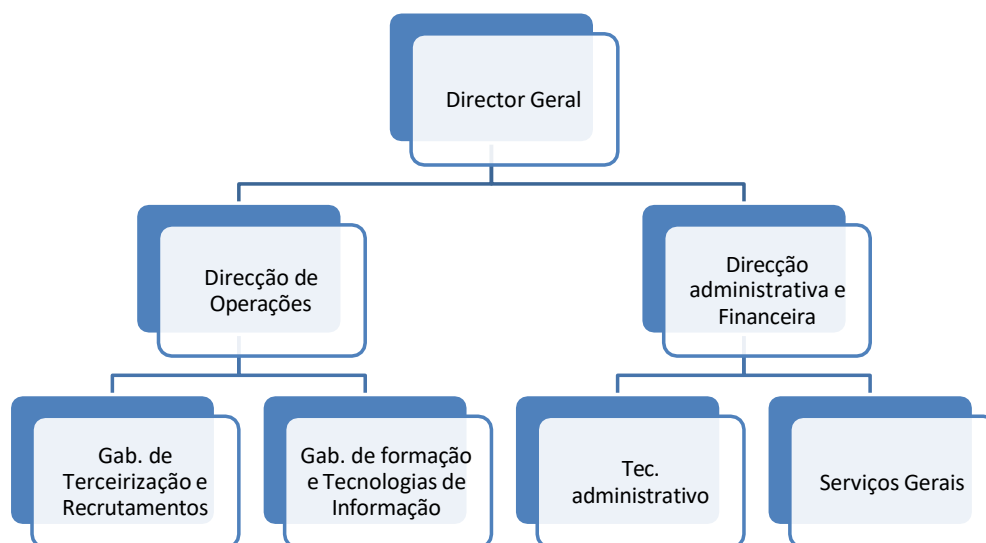 Director Geral
Direcção de
Operações
Direcção
administrativa e
Financeira
Gab. de
Terceirização e
Recrutamentos
Gab. de formação
e Tecnologias de
Informação
Tec.
administrativo
Serviços Gerais